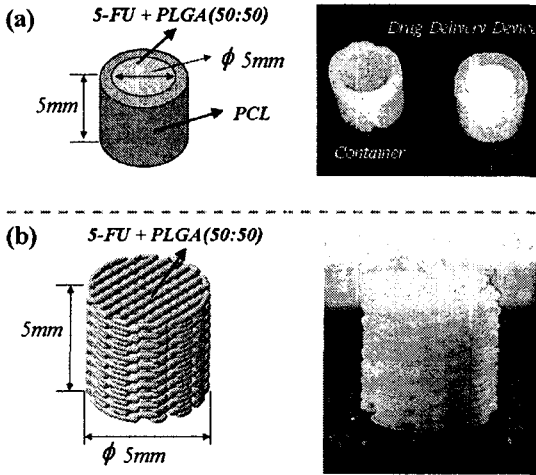 (a)
5-FU + PLGA(50:50)
ϕ 5mm
5mm
PCL
Drug Delivery Device
Container
(b)
5-FU + PLGA(50:50)
5mm
ϕ 5mm